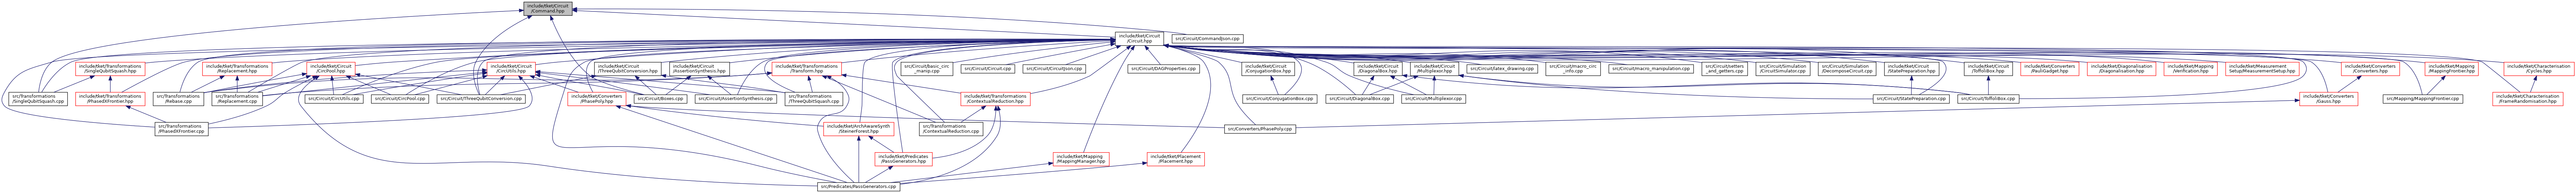 include/tket/Circuit
/Command.hpp
include/tket/Circuit
/Circuit.hpp
src/Circuit/CommandJson.cpp
include/tket/Transformations
/SingleQubitSquash.hpp
include/tket/Transformations
/Replacement.hpp
include/tket/Circuit
/CircPool.hpp
include/tket/Circuit
/CircUtils.hpp
include/tket/Circuit
/ThreeQubitConversion.hpp
include/tket/Circuit
/AssertionSynthesis.hpp
include/tket/Transformations
/Transform.hpp
src/Circuit/basic_circ
_manip.cpp
src/Circuit/Circuit.cpp
src/Circuit/CircuitJson.cpp
src/Circuit/DAGProperties.cpp
include/tket/Circuit
/ConjugationBox.hpp
include/tket/Circuit
/DiagonalBox.hpp
include/tket/Circuit
/Multiplexor.hpp
src/Circuit/latex_drawing.cpp
src/Circuit/macro_circ
_info.cpp
src/Circuit/macro_manipulation.cpp
src/Circuit/setters
_and_getters.cpp
src/Circuit/Simulation
/CircuitSimulator.cpp
src/Circuit/Simulation
/DecomposeCircuit.cpp
include/tket/Circuit
/StatePreparation.hpp
include/tket/Circuit
/ToffoliBox.hpp
include/tket/Converters
/PauliGadget.hpp
include/tket/Diagonalisation
/Diagonalisation.hpp
include/tket/Mapping
/Verification.hpp
include/tket/Measurement
Setup/MeasurementSetup.hpp
include/tket/Converters
/Converters.hpp
include/tket/Mapping
/MappingFrontier.hpp
include/tket/Characterisation
/Cycles.hpp
src/Transformations
/SingleQubitSquash.cpp
include/tket/Transformations
/PhasedXFrontier.hpp
src/Transformations
/Rebase.cpp
src/Transformations
/Replacement.cpp
src/Circuit/CircUtils.cpp
src/Circuit/CircPool.cpp
src/Circuit/ThreeQubitConversion.cpp
include/tket/Converters
/PhasePoly.hpp
src/Circuit/Boxes.cpp
src/Circuit/AssertionSynthesis.cpp
src/Transformations
/ThreeQubitSquash.cpp
include/tket/Transformations
/ContextualReduction.hpp
src/Circuit/ConjugationBox.cpp
src/Circuit/DiagonalBox.cpp
src/Circuit/Multiplexor.cpp
src/Circuit/StatePreparation.cpp
src/Circuit/ToffoliBox.cpp
include/tket/Converters
/Gauss.hpp
src/Mapping/MappingFrontier.cpp
include/tket/Characterisation
/FrameRandomisation.hpp
src/Transformations
/PhasedXFrontier.cpp
include/tket/ArchAwareSynth
/SteinerForest.hpp
src/Transformations
/ContextualReduction.cpp
src/Converters/PhasePoly.cpp
include/tket/Predicates
/PassGenerators.hpp
include/tket/Mapping
/MappingManager.hpp
include/tket/Placement
/Placement.hpp
src/Predicates/PassGenerators.cpp